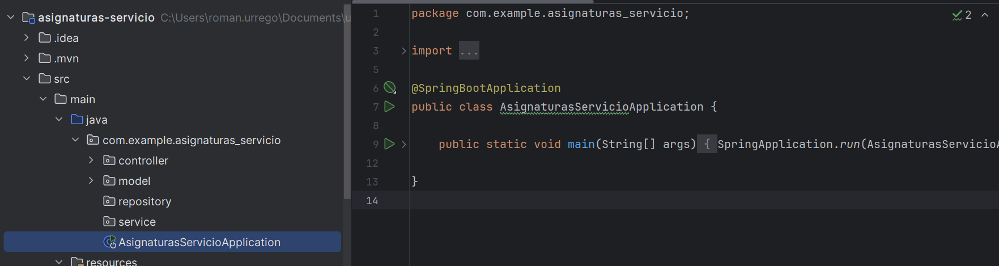 asignaturas-servicio C:\Users\roman.urrego\Documents\u
.idea
.mvn
src
main
java
com.example.asignaturas_servicio
controller
model
repository
service
AsignaturasServicioApplication
resources
1 package com.example.asignaturas_servicio;
2
3 import ...
5
6 @SpringBootApplication
7 public class AsignaturasServicioApplication {
8
9 public static void main(String[] args) { SpringApplication.run(AsignaturasServicioA
12
13 }
14
2